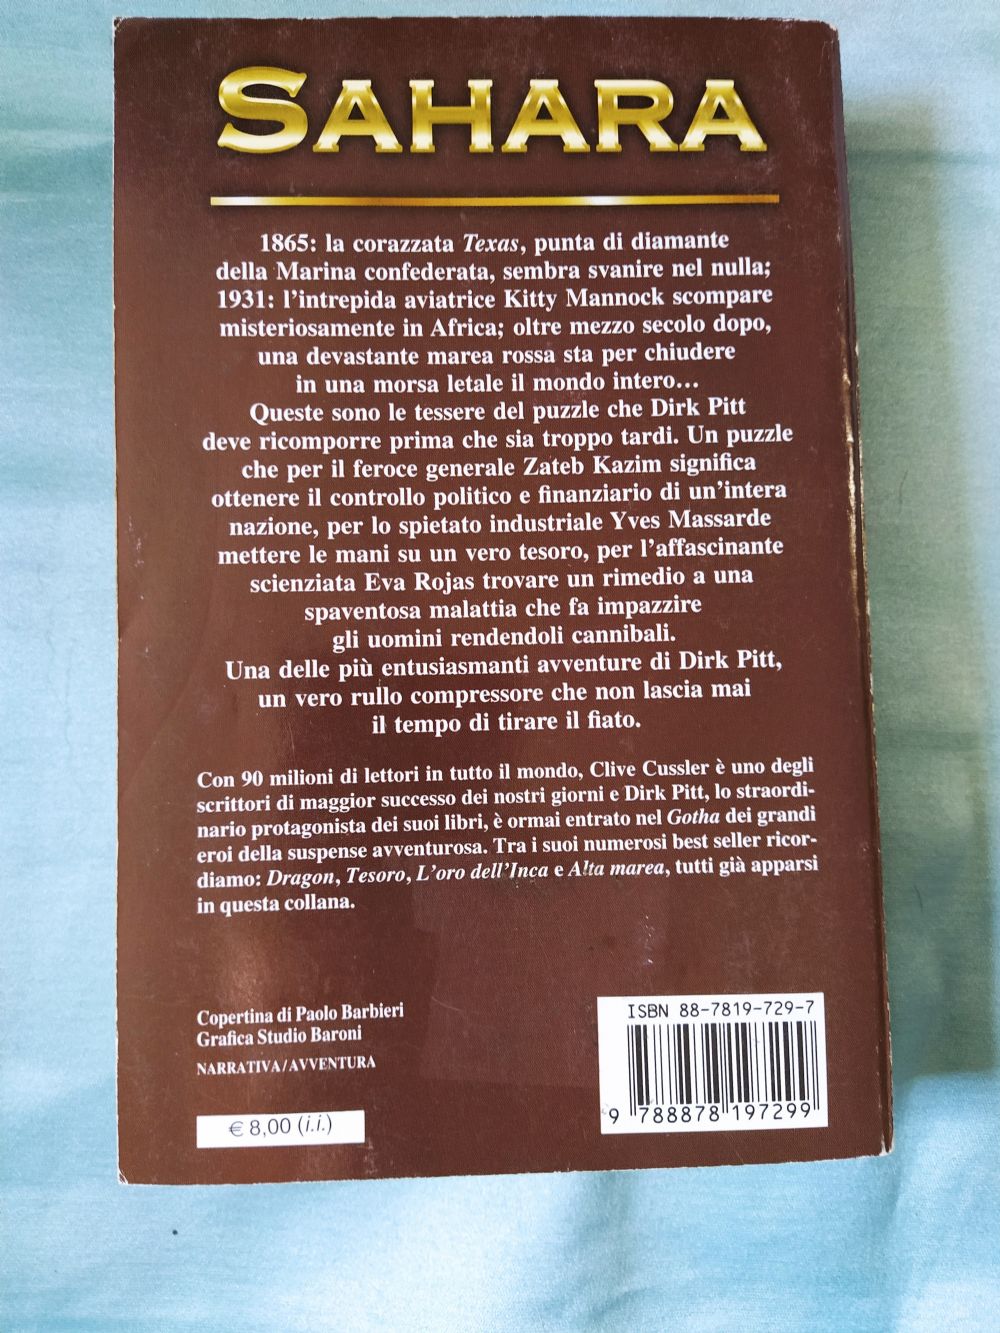 SAHARA
1865: la corazzata Texas, punta di diamante
della Marina confederata, sembra svanire nel nulla;
1931: l'intrepida aviatrice Kitty Mannock scompare
misteriosamente in Africa; oltre mezzo secolo dopo,
una devastante marea rossa sta per chiudere
in una morsa letale il mondo intero...
Queste sono le tessere del puzzle che Dirk Pitt
deve ricomporre prima che sia troppo tardi. Un puzzle
che per il feroce generale Zateb Kazim significa
ottenere il controllo politico e finanziario di un'intera
nazione, per lo spietato industriale Yves Massarde
mettere le mani su un vero tesoro, per l'affascinante
scienziata Eva Rojas trovare un rimedio a una
spaventosa malattia che fa impazzire
gli uomini rendendoli cannibali.
Una delle più entusiasmanti avventure di Dirk Pitt,
un vero rullo compressore che non lascia mai
il tempo di tirare il fiato.
Con 90 milioni di lettori in tutto il mondo, Clive Cussler è uno degli
scrittori di maggior successo dei nostri giorni e Dirk Pitt, lo straordi-
nario protagonista dei suoi libri, è ormai entrato nel Gotha dei grandi
eroi della suspense avventurosa. Tra i suoi numerosi best seller ricor-
diamo: Dragon, Tesoro, L'oro dell'Inca e Alta marea, tutti già apparsi
in questa collana.
Copertina di Paolo Barbieri
Grafica Studio Baroni
NARRATIVA/AVVENTURA
€ 8,00 (i.i.)
ISBN 88-7819-729-7
9 788878 197299